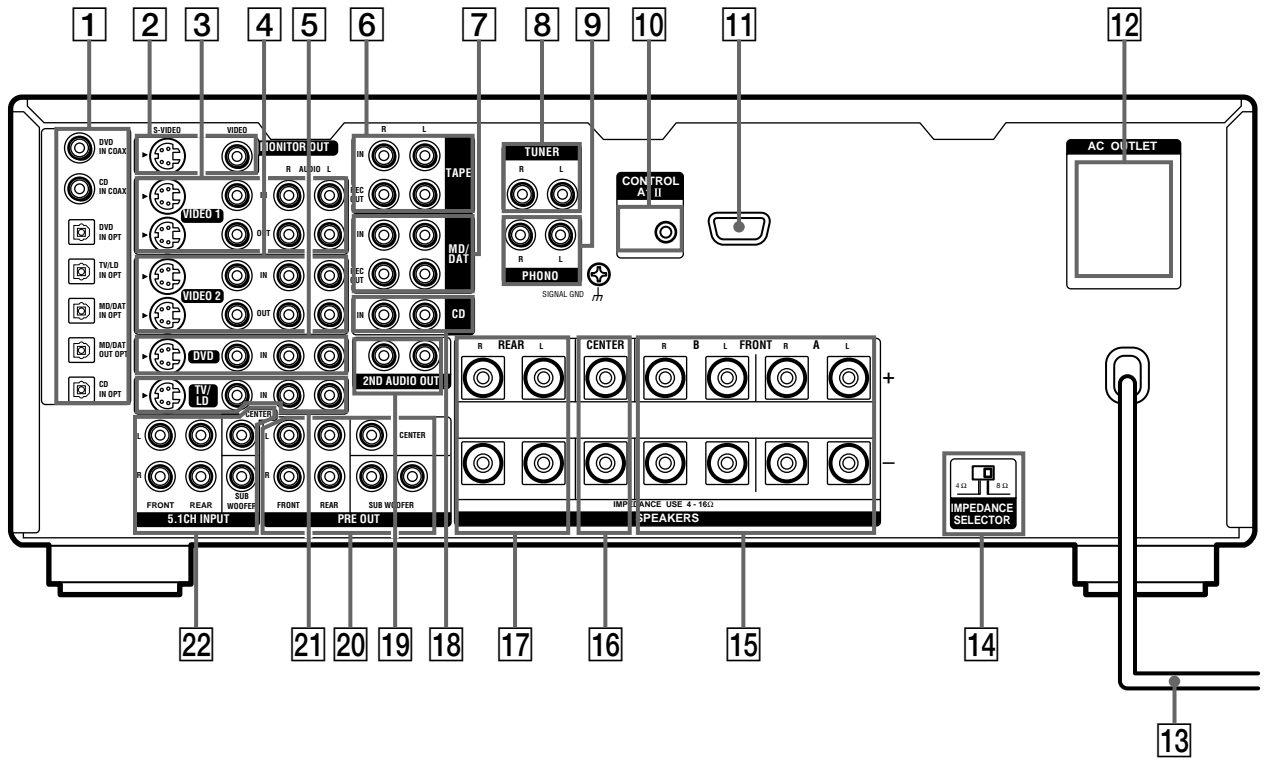 1 2 3 4 5 6 7 8 9 10 11 12
S-VIDEO VIDEO
MONITOR OUT
DVD
IN COAX
CD
IN COAX
DVD
IN OPT
TV/LD
IN OPT
MD/DAT
IN OPT
MD/DAT
OUT OPT
CD
IN OPT
R AUDIO L
VIDEO 1
IN
OUT
VIDEO 2
IN
OUT
DVD
IN
TV/
LD
IN
R L
IN
REC
OUT
TAPE
IN
REC
OUT
MD/
DAT
IN
CD
2ND AUDIO OUT
TUNER
R L
R L
PHONO
SIGNAL GND
CONTROL
A1 II
AC OUTLET
CENTER
L
R
FRONT REAR
SUB
WOOFER
5.1CH INPUT
L
R
CENTER
FRONT REAR SUB WOOFER
PRE OUT
R REAR L
CENTER
R B L FRONT R A L
+
–
IMPEDANCE USE 4 - 16Ω
SPEAKERS
4 Ω 8 Ω
IMPEDANCE
SELECTOR
22 21 20 19 18 17 16 15 14
13